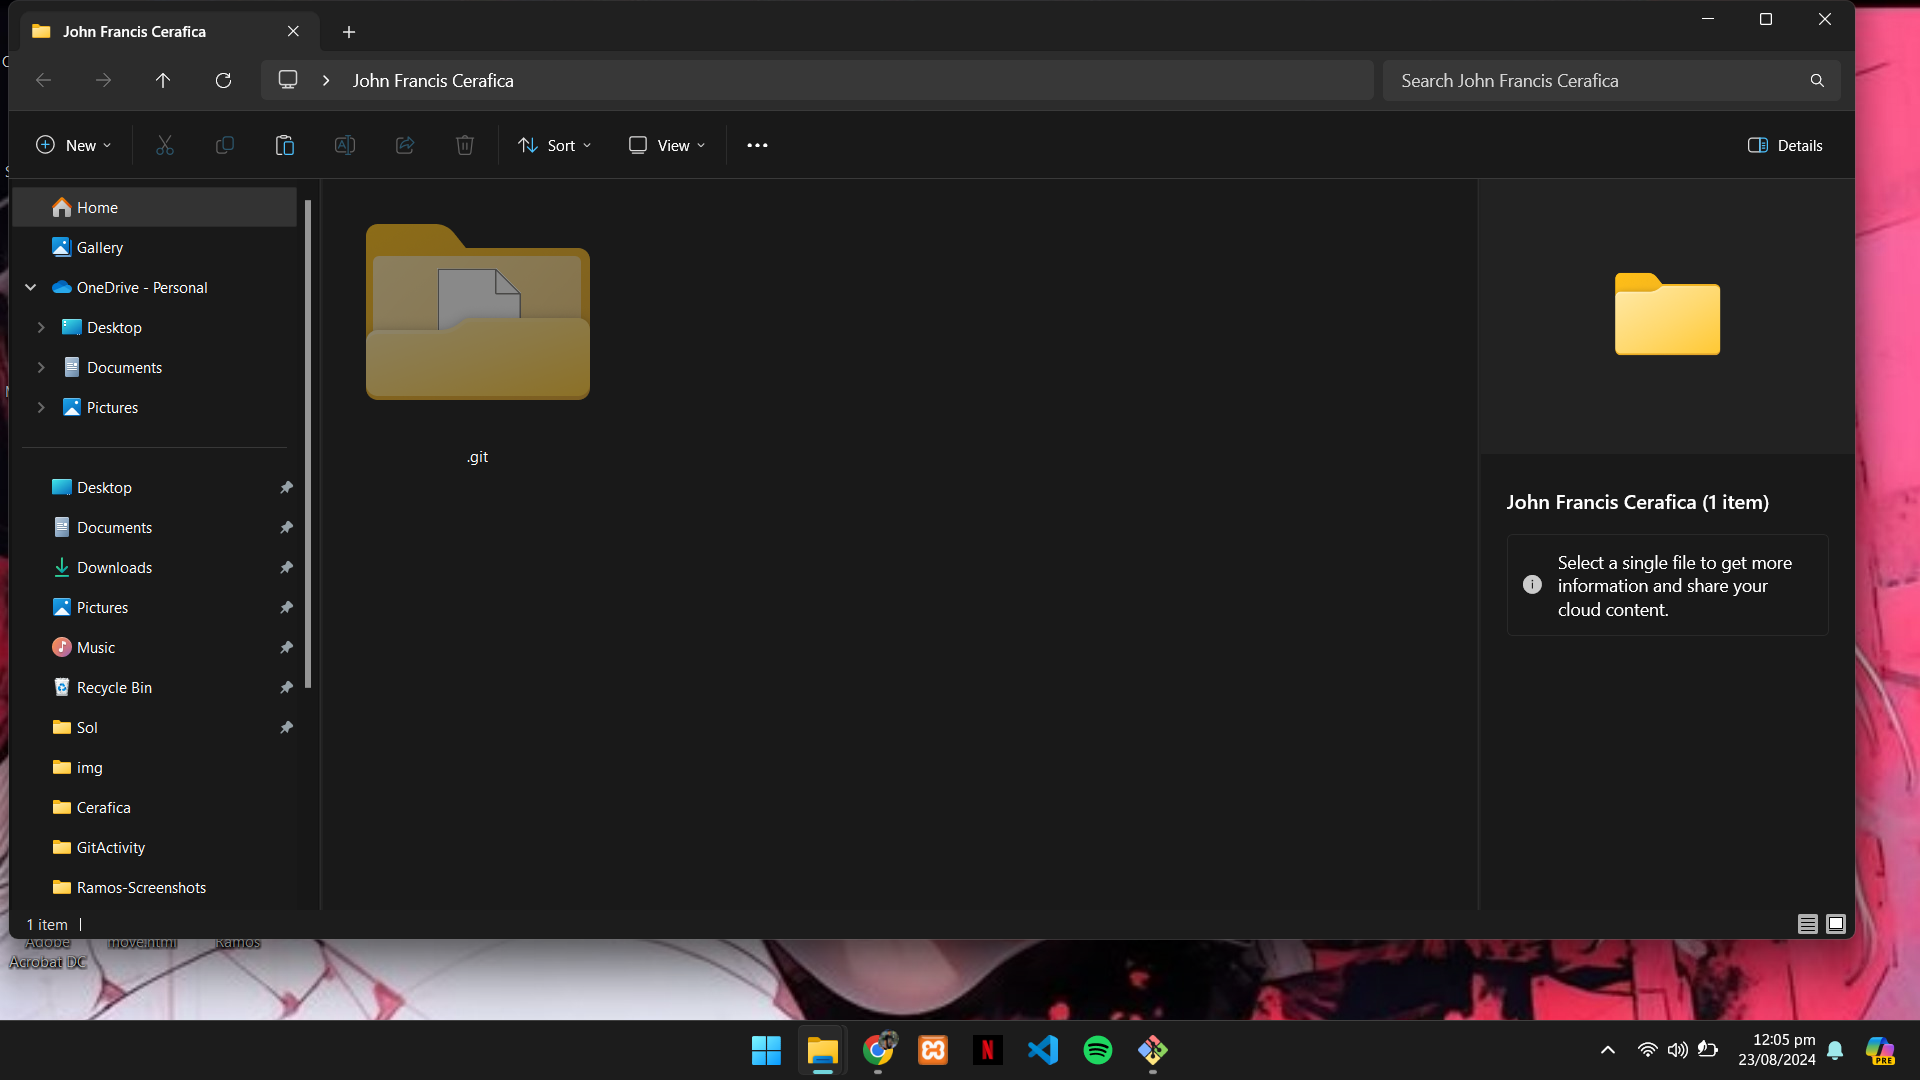 John Francis Cerafica
John Francis Cerafica
Search John Francis Cerafica
New
Sort
View
Details
Home
Gallery
OneDrive - Personal
Desktop
Documents
Pictures
Desktop
Documents
Downloads
Pictures
Music
Recycle Bin
Sol
img
Cerafica
GitActivity
Ramos-Screenshots
.git
John Francis Cerafica (1 item)
Select a single file to get more
information and share your
cloud content.
1 item
Adobe
Acrobat DC
move.html
Ramos
N
PRE
12:05 pm
23/08/2024